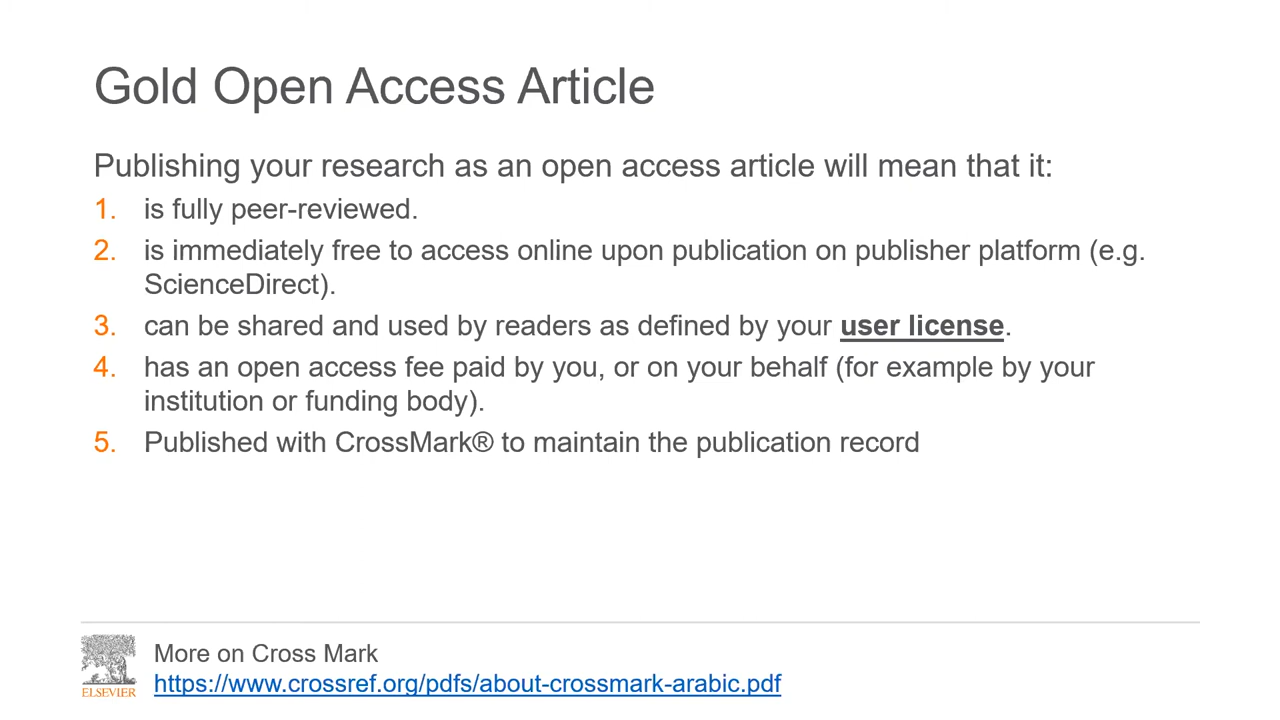 Gold Open Access Article
Publishing your research as an open access article will mean that it:
1. is fully peer-reviewed.
2. is immediately free to access online upon publication on publisher platform (e.g.
ScienceDirect).
3. can be shared and used by readers as defined by your user license.
4. has an open access fee paid by you, or on your behalf (for example by your
institution or funding body).
5. Published with CrossMark® to maintain the publication record
More on Cross Mark
https://www.crossref.org/pdfs/about-crossmark-arabic.pdf
ELSEVIER